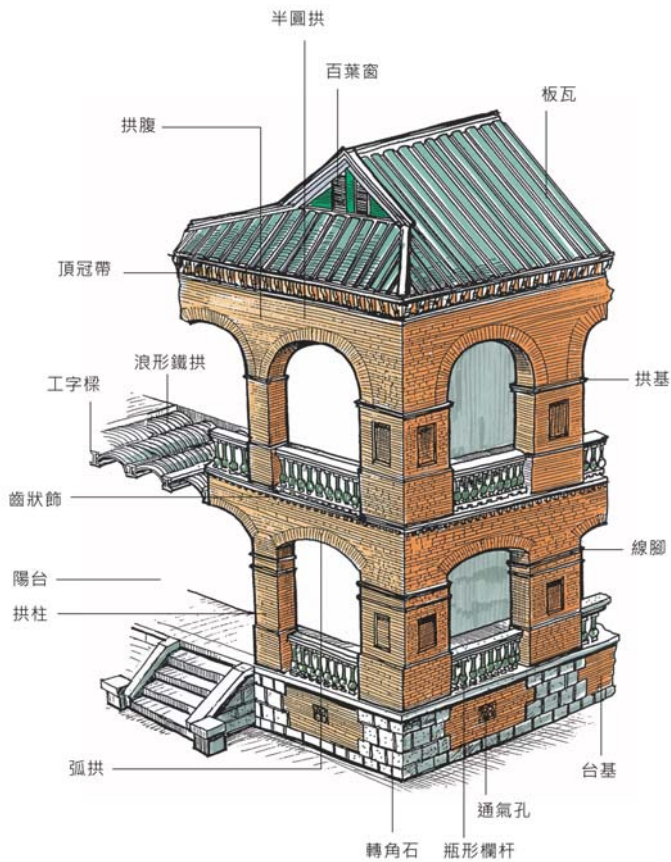 半圓拱
百葉窗
板瓦
拱腹
頂冠帶
浪形鐵拱
工字樑
拱基
齒狀飾
線腳
陽台
拱柱
弧拱
台基
通氣孔
轉角石
瓶形欄杆